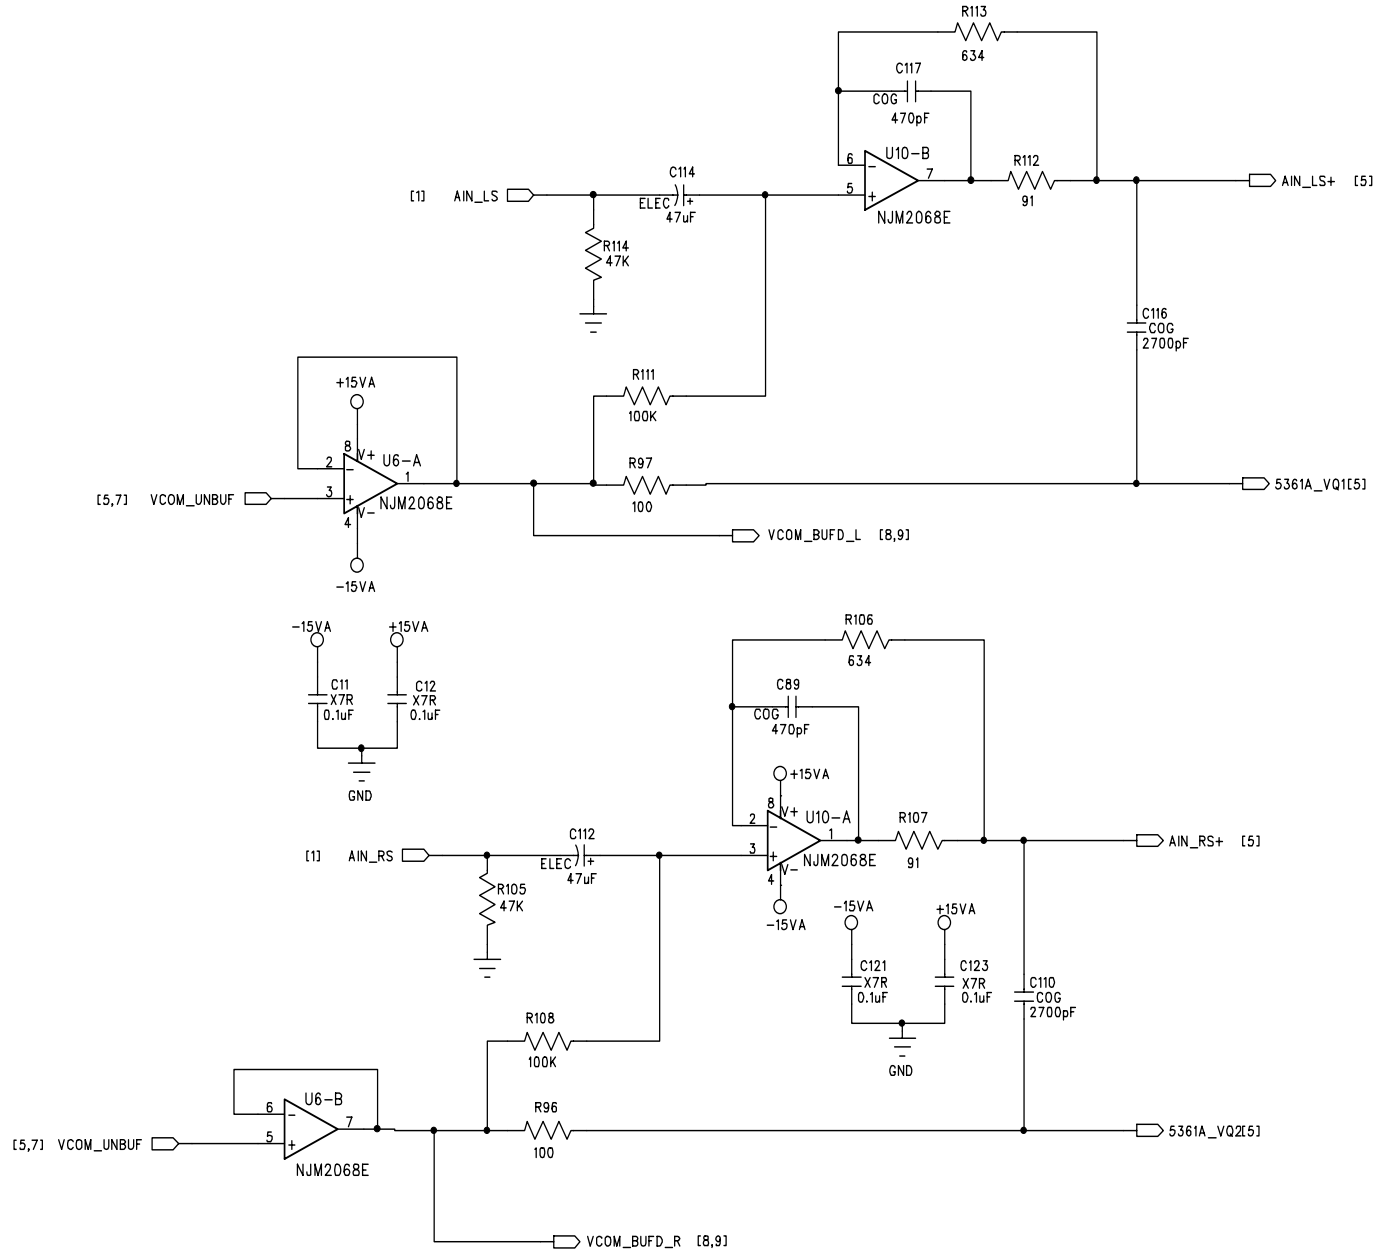 R113
634
C117
COG
470pF
U10-B
6
−
7
5
+
NJM2068E
R112
91
AIN_LS+ [5]
[1] AIN_LS
C114
ELEC
+
47uF
R114
47K
C116
COG
2700pF
R111
100K
+15VA
8
V+
U6-A
2
−
1
3
+
NJM2068E
4
V−
-15VA
[5,7] VCOM_UNBUF
R97
100
5361A_VQ1[5]
VCOM_BUFD_L [8,9]
-15VA
+15VA
C11
X7R
0.1uF
C12
X7R
0.1uF
GND
R106
634
C89
COG
470pF
+15VA
8
V+
U10-A
2
−
1
3
+
NJM2068E
4
V−
-15VA
R107
91
AIN_RS+ [5]
[1] AIN_RS
C112
ELEC
+
47uF
R105
47K
-15VA
+15VA
C121
X7R
0.1uF
C123
X7R
0.1uF
GND
C110
COG
2700pF
R108
100K
U6-B
6
−
7
5
+
NJM2068E
[5,7] VCOM_UNBUF
R96
100
5361A_VQ2[5]
VCOM_BUFD_R [8,9]